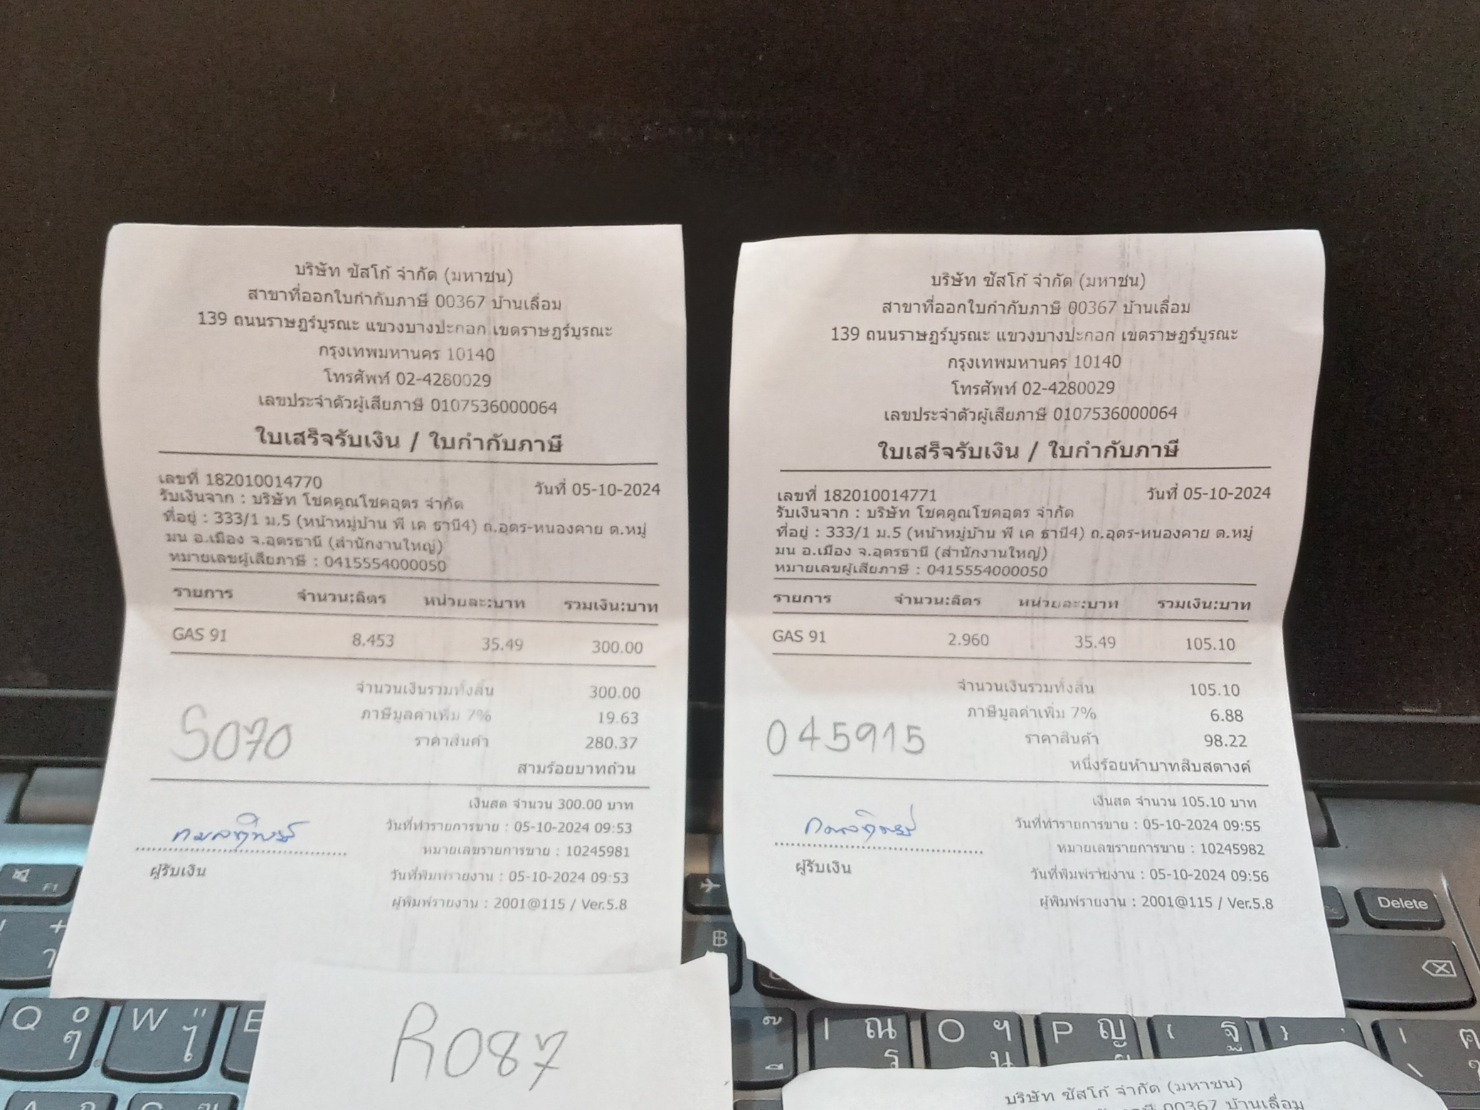 บริษัท ซัสโก้ จำกัด (มหาชน)
สาขาที่ออกใบกำกับภาษี 00367 บ้านเลื่อม
139 ถนนราษฎร์บูรณะ แขวงบางปะกอก เขตราษฎร์บูรณะ
กรุงเทพมหานคร 10140
โทรศัพท์ 02-4280029
เลขประจำตัวผู้เสียภาษี 0107536000064
ใบเสร็จรับเงิน / ใบกำกับภาษี
เลขที่ 182010014770 วันที่ 05-10-2024
รับเงินจาก : บริษัท โชคคูณโชคอุดร จำกัด
ที่อยู่ : 333/1 ม.5 (หน้าหมู่บ้าน พี เค ธานี4) ถ.อุดร-หนองคาย ต.หมู
มน อ.เมือง จ.อุดรธานี (สำนักงานใหญ่)
หมายเลขผู้เสียภาษี : 0415554000050
รายการ จำนวน:ลิตร หน่วยละ:บาท รวมเงิน:บาท
GAS 91 8.453 35.49 300.00
จำนวนเงินรวมทั้งสิ้น 300.00
ภาษีมูลค่าเพิ่ม 7% 19.63
ราคาสินค้า 280.37
S070
สามร้อยบาทถ้วน
เงินสด จำนวน 300.00 บาท
วันที่ทำรายการขาย : 05-10-2024 09:53
หมายเลขรายการขาย : 10245981
ผู้รับเงิน
วันที่พิมพ์รายงาน : 05-10-2024 09:53
ผู้พิมพ์รายงาน : 2001@115 / Ver.5.8
บริษัท ซัสโก้ จำกัด (มหาชน)
สาขาที่ออกใบกำกับภาษี 00367 บ้านเลื่อม
139 ถนนราษฎร์บูรณะ แขวงบางปะกอก เขตราษฎร์บูรณะ
กรุงเทพมหานคร 10140
โทรศัพท์ 02-4280029
เลขประจำตัวผู้เสียภาษี 0107536000064
ใบเสร็จรับเงิน / ใบกำกับภาษี
เลขที่ 182010014771 วันที่ 05-10-2024
รับเงินจาก : บริษัท โชคคูณโชคอุดร จำกัด
ที่อยู่ : 333/1 ม.5 (หน้าหมู่บ้าน พี เค ธานี4) ถ.อุดร-หนองคาย ต.หมู
มน อ.เมือง จ.อุดรธานี (สำนักงานใหญ่)
หมายเลขผู้เสียภาษี : 0415554000050
รายการ จำนวน:ลิตร หน่วยละ:บาท รวมเงิน:บาท
GAS 91 2.960 35.49 105.10
จำนวนเงินรวมทั้งสิ้น 105.10
ภาษีมูลค่าเพิ่ม 7% 6.88
ราคาสินค้า 98.22
045915
หนึ่งร้อยห้าบาทสิบสตางค์
เงินสด จำนวน 105.10 บาท
วันที่ทำรายการขาย : 05-10-2024 09:55
หมายเลขรายการขาย : 10245982
ผู้รับเงิน
วันที่พิมพ์รายงาน : 05-10-2024 09:56
ผู้พิมพ์รายงาน : 2001@115 / Ver.5.8
R087
บริษัท ซัสโก้ จำกัด (มหาชน)
00367 บ้านเลื่อม
F1
Delete
Q W E I O P